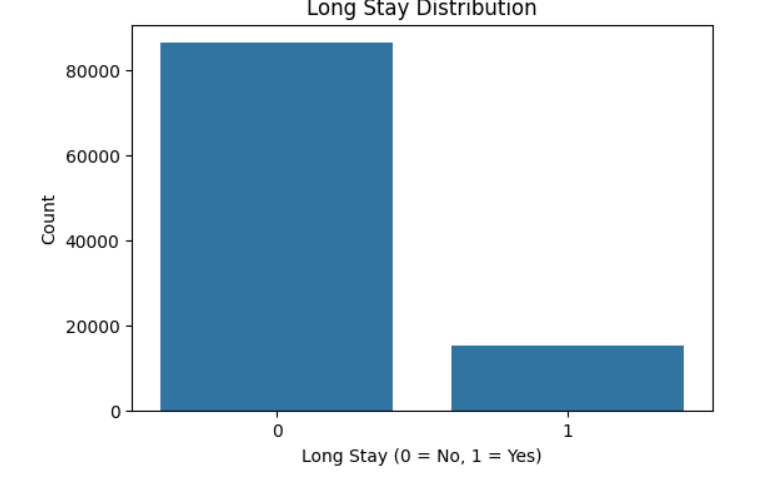 Long Stay Distribution
80000
60000
40000
20000
0
Count
0 1
Long Stay (0 = No, 1 = Yes)